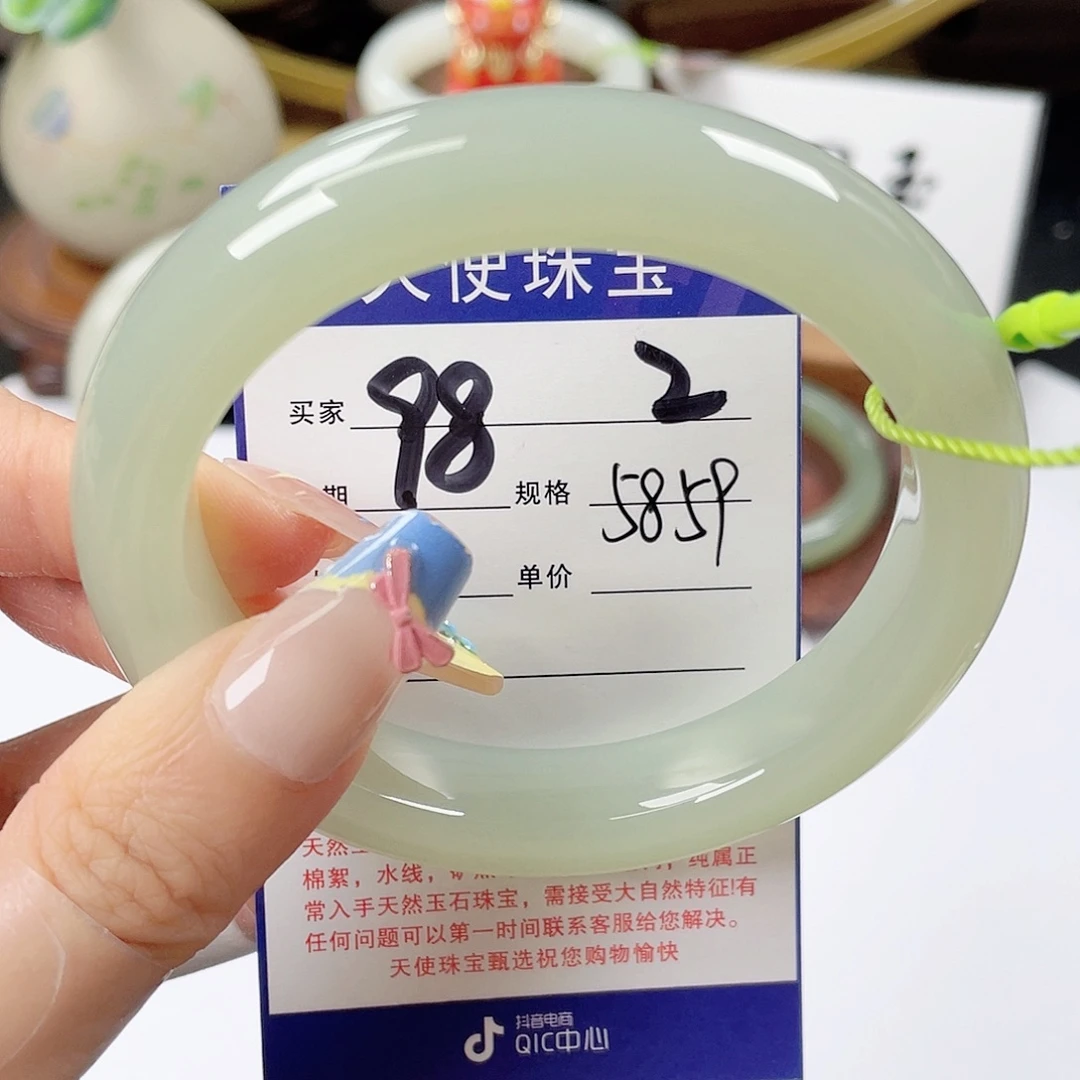 天使珠宝
买家 98 2
期 规格 5859
单价
天然
棉絮，水线， 纯属正
常入手天然玉石珠宝，需接受大自然特征!有
任何问题可以第一时间联系客服给您解决。
天使珠宝甄选祝您购物愉快
抖音电商
QIC中心
玉